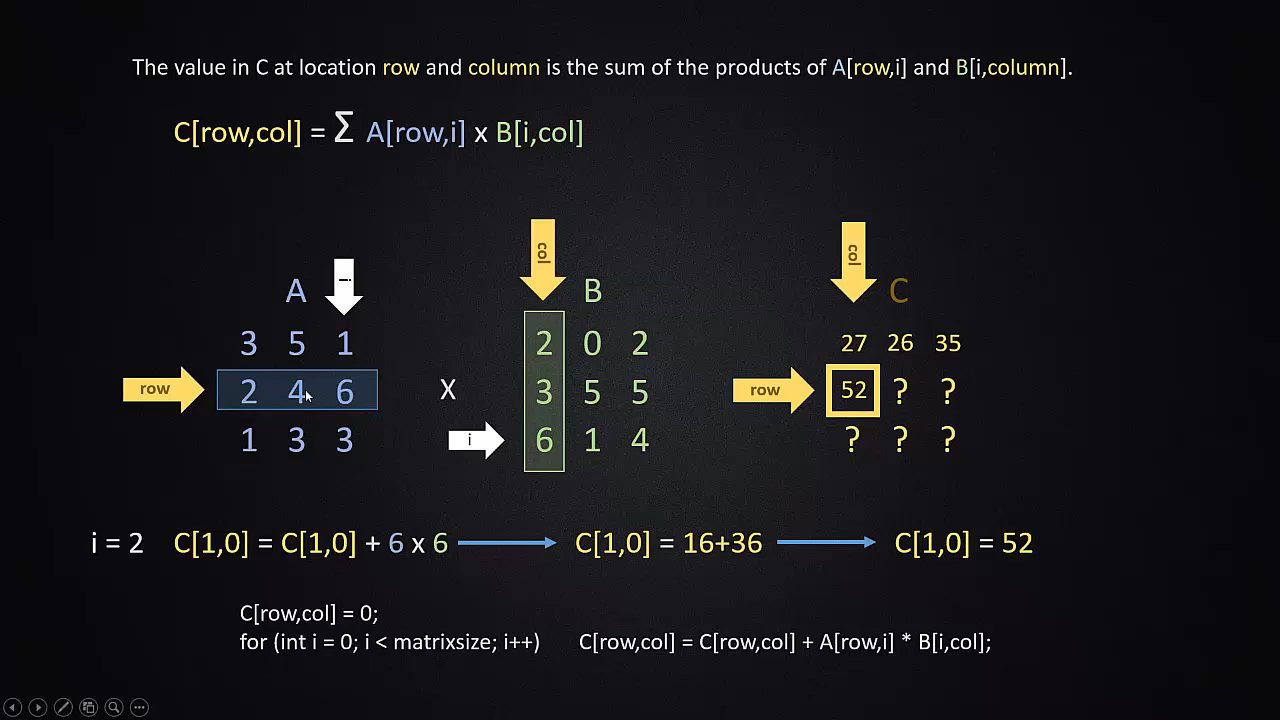 The value in C at location row and column is the sum of the products of A[row,i] and B[i,column].
C[row,col] = Σ A[row,i] x B[i,col]
col
col
i
A
B
C
3 5 1
2 0 2
27 26 35
row
2 4 6
X
3 5 5
row
52 ? ?
1 3 3
i
6 1 4
? ? ?
i = 2 C[1,0] = C[1,0] + 6 x 6 C[1,0] = 16+36 C[1,0] = 52
C[row,col] = 0;
for (int i = 0; i < matrixsize; i++) C[row,col] = C[row,col] + A[row,i] * B[i,col];